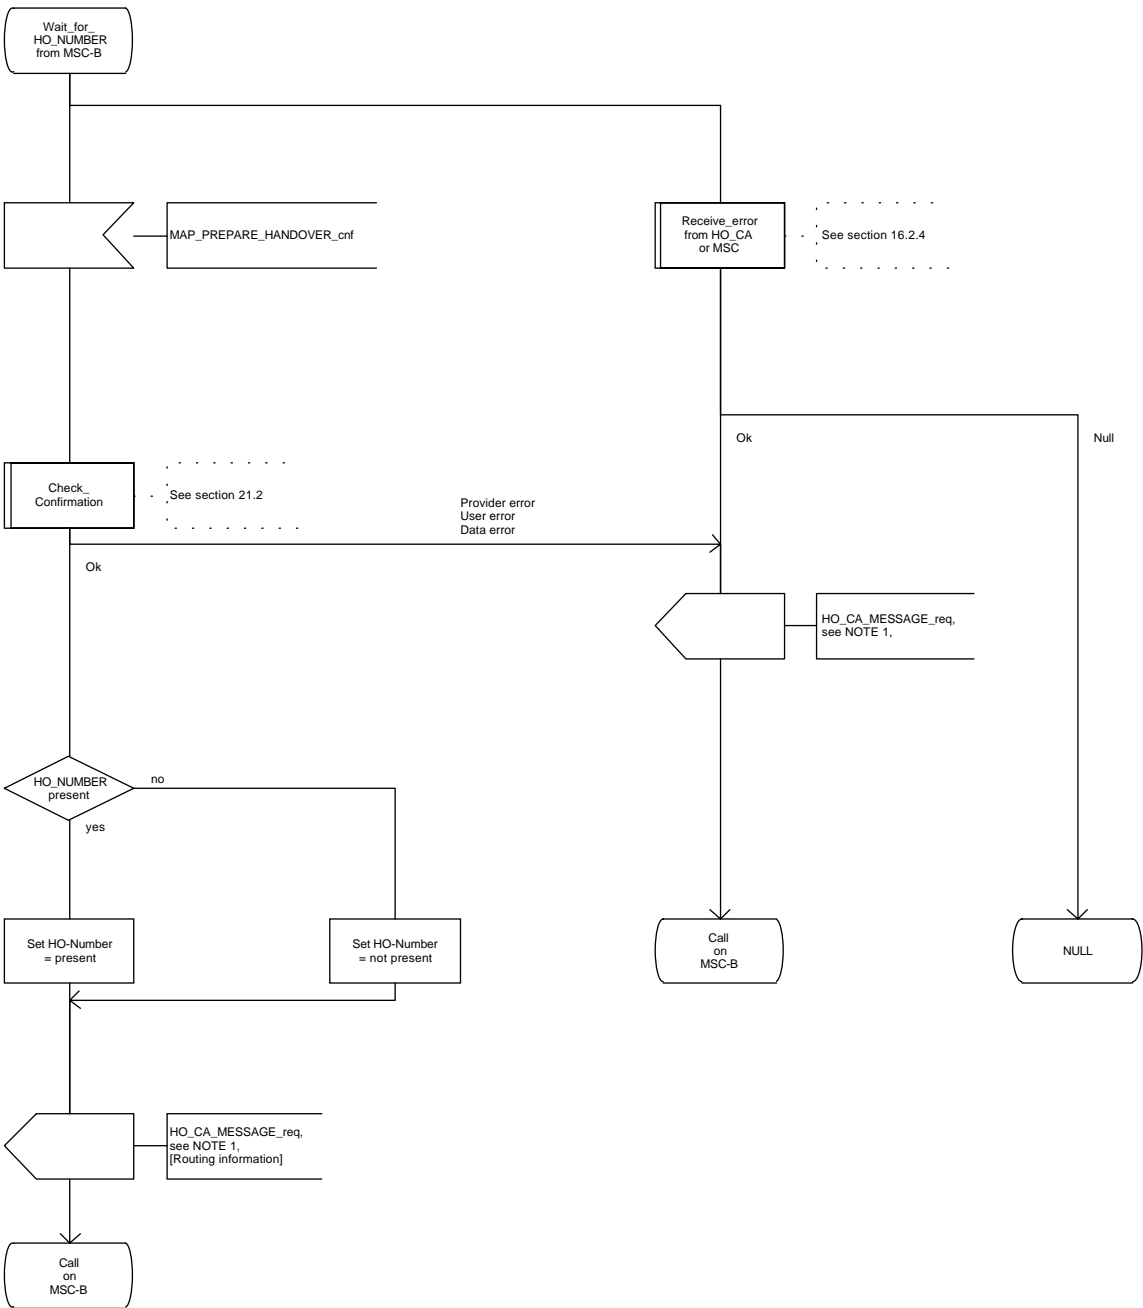 Wait_for_
HO_NUMBER
from MSC-B
MAP_PREPARE_HANDOVER_cnf
Receive_error
from HO_CA
or MSC
See section 16.2.4
Ok
Null
Check_
Confirmation
See section 21.2
Provider error
User error
Data error
Ok
HO_CA_MESSAGE_req,
see NOTE 1,
HO_NUMBER
present
no
yes
Set HO-Number
= present
Set HO-Number
= not present
Call
on
MSC-B
NULL
HO_CA_MESSAGE_req,
see NOTE 1,
[Routing information]
Call
on
MSC-B